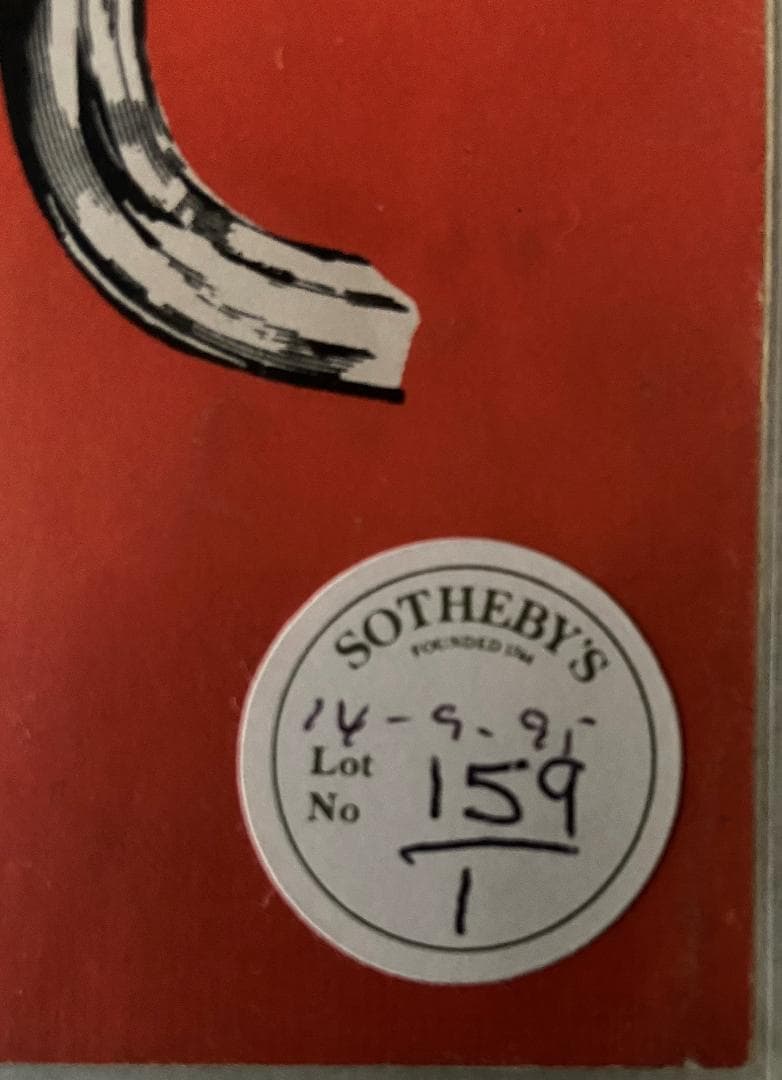 SOTHEBY'S
FOUNDED 1744
14-9-95
Lot
No 159
1